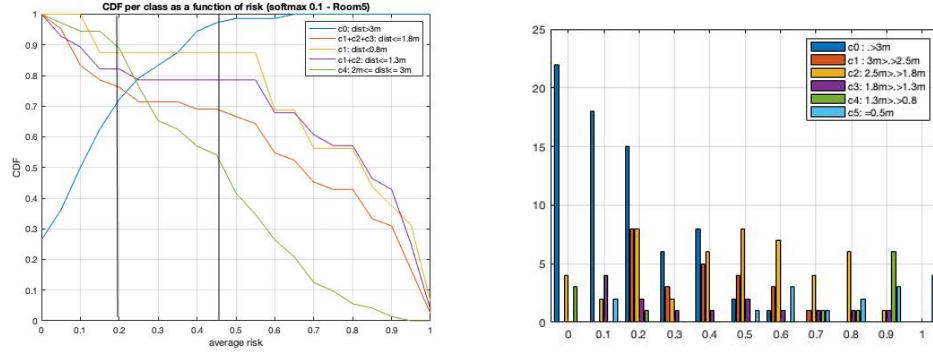 CDF per class as a function of risk (softmax 0.1 - Room5)
1
0.9
0.8
0.7
0.6
0.5
0.4
0.3
0.2
0.1
0
CDF
c0: dist>3m
c1+c2+c3: dist<=1.8m
c1: dist<0.8m
c1+c2: dist<=1.3m
c4: 2m<= dist<= 3m
0 0.1 0.2 0.3 0.4 0.5 0.6 0.7 0.8 0.9 1
average risk
25
20
15
10
5
0
c0 : .>3m
c1 : 3m>.>2.5m
c2: 2.5m>.>1.8m
c3: 1.8m>.>1.3m
c4: 1.3m>.>0.8
c5: =0.5m
0 0.1 0.2 0.3 0.4 0.5 0.6 0.7 0.8 0.9 1